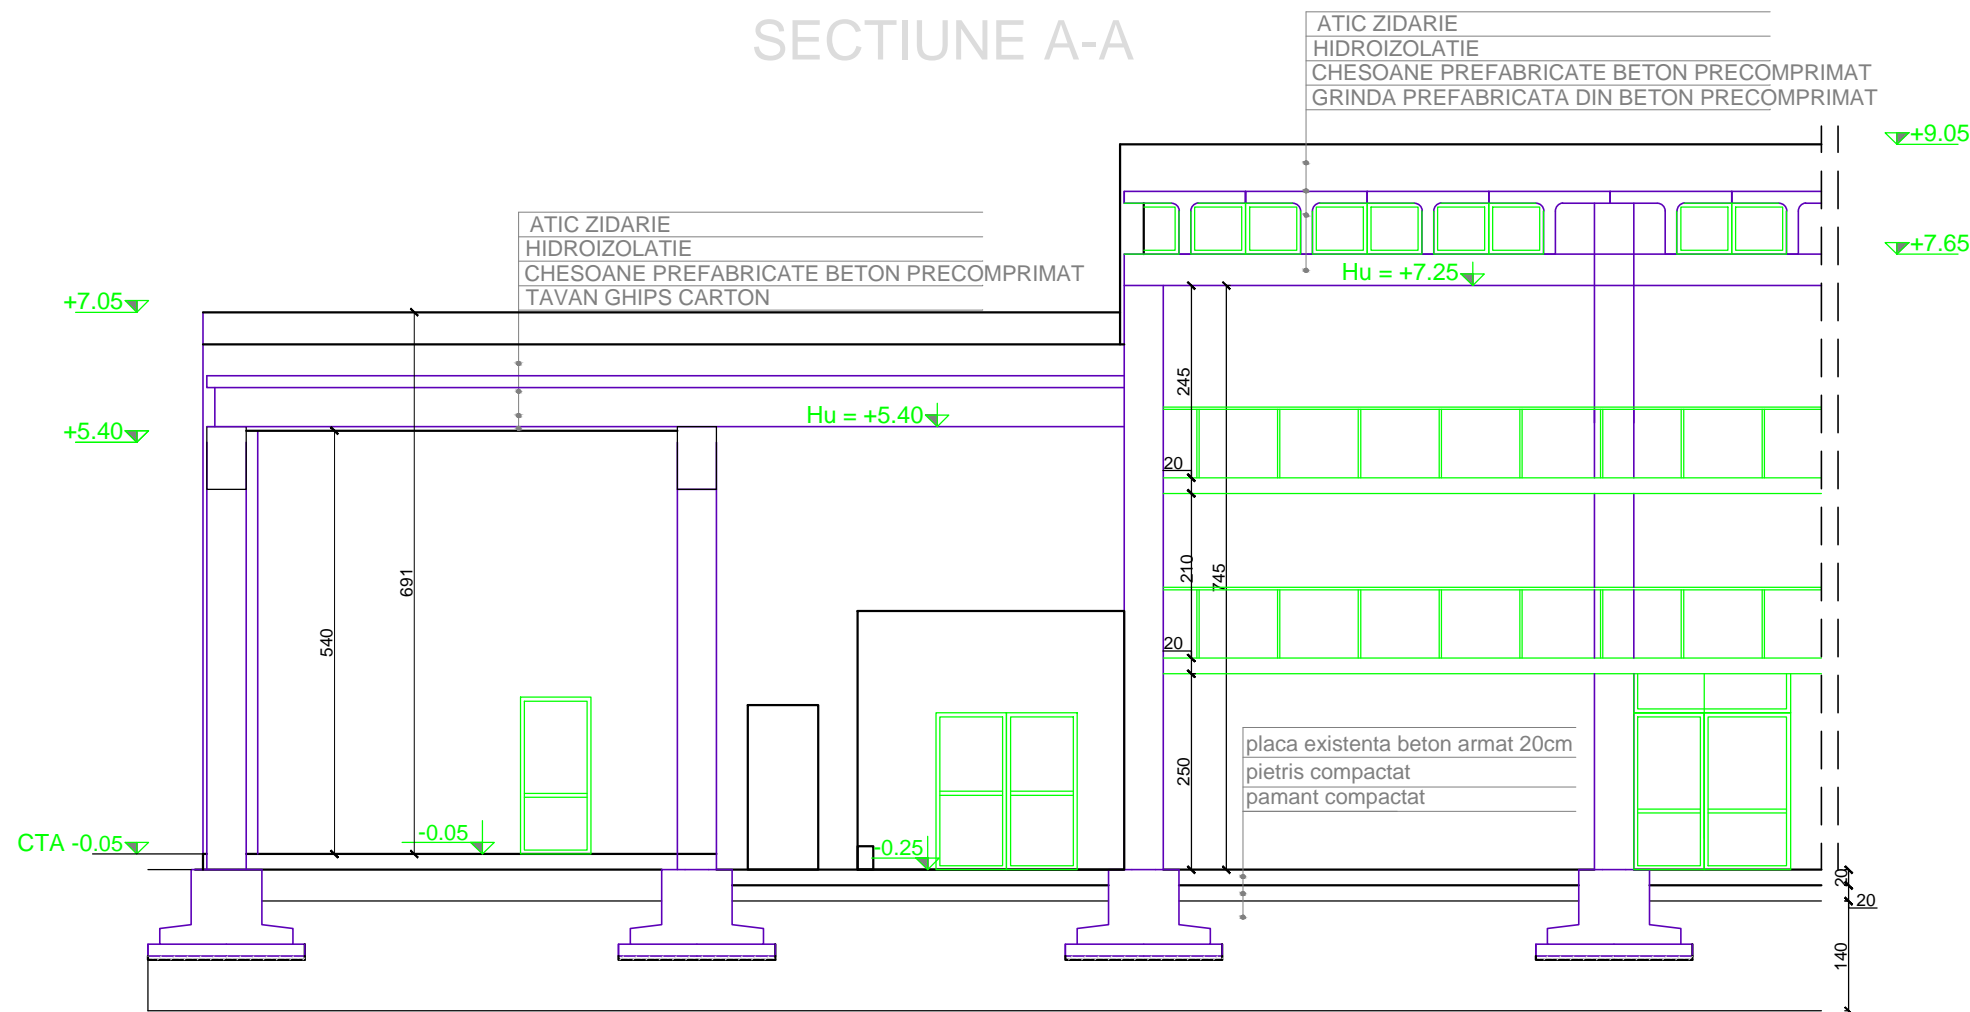 SECTIUNE A-A
ATIC ZIDARIE
HIDROIZOLATIE
CHESOANE PREFABRICATE BETON PRECOMPRIMAT
GRINDA PREFABRICATA DIN BETON PRECOMPRIMAT
+9.05
ATIC ZIDARIE
HIDROIZOLATIE
CHESOANE PREFABRICATE BETON PRECOMPRIMAT
TAVAN GHIPS CARTON
+7.65
Hu = +7.25
+7.05
245
Hu = +5.40
+5.40
20
691
210
745
540
20
250
placa existenta beton armat 20cm
pietris compactat
pamant compactat
CTA -0.05
-0.05
-0.25
20
20
140